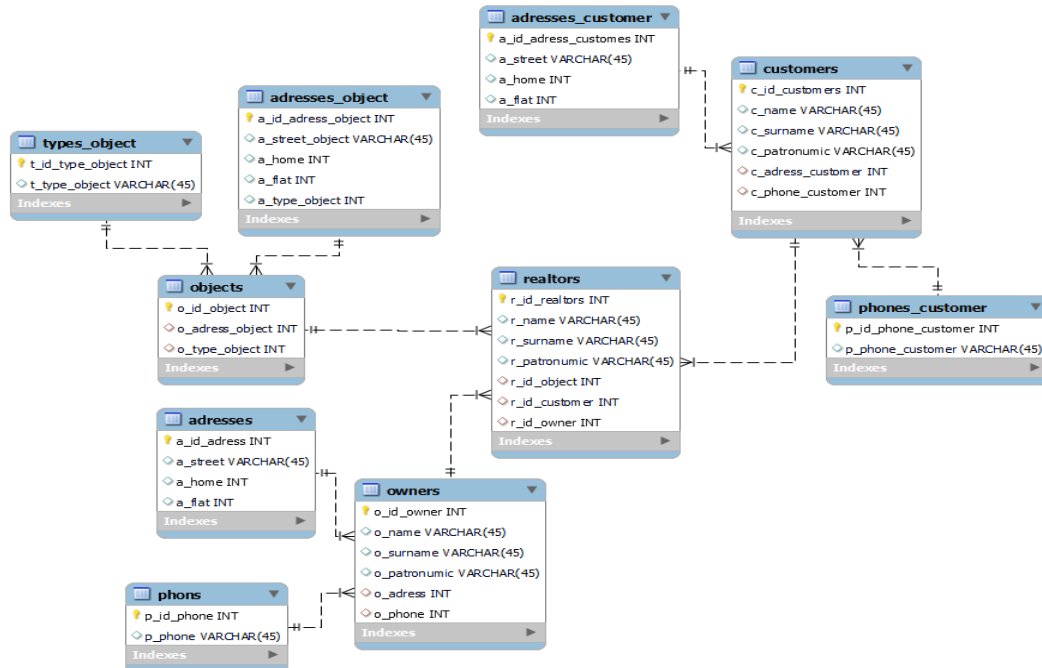 adresses_customer
a_id_adress_customes INT
a_street VARCHAR(45)
a_home INT
a_flat INT
Indexes
customers
c_id_customers INT
c_name VARCHAR(45)
c_surname VARCHAR(45)
c_patronumic VARCHAR(45)
c_adress_customer INT
c_phone_customer INT
Indexes
adresses_object
a_id_adress_object INT
a_street_object VARCHAR(45)
a_home INT
a_flat INT
a_type_object INT
Indexes
types_object
t_id_type_object INT
t_type_object VARCHAR(45)
Indexes
objects
o_id_object INT
o_adress_object INT
o_type_object INT
Indexes
realtors
r_id_realtors INT
r_name VARCHAR(45)
r_surname VARCHAR(45)
r_patronumic VARCHAR(45)
r_id_object INT
r_id_customer INT
r_id_owner INT
Indexes
phones_customer
p_id_phone_customer INT
p_phone_customer VARCHAR(45)
Indexes
adresses
a_id_adress INT
a_street VARCHAR(45)
a_home INT
a_flat INT
Indexes
owners
o_id_owner INT
o_name VARCHAR(45)
o_surname VARCHAR(45)
o_patronumic VARCHAR(45)
o_adress INT
o_phone INT
Indexes
phons
p_id_phone INT
p_phone VARCHAR(45)
Indexes